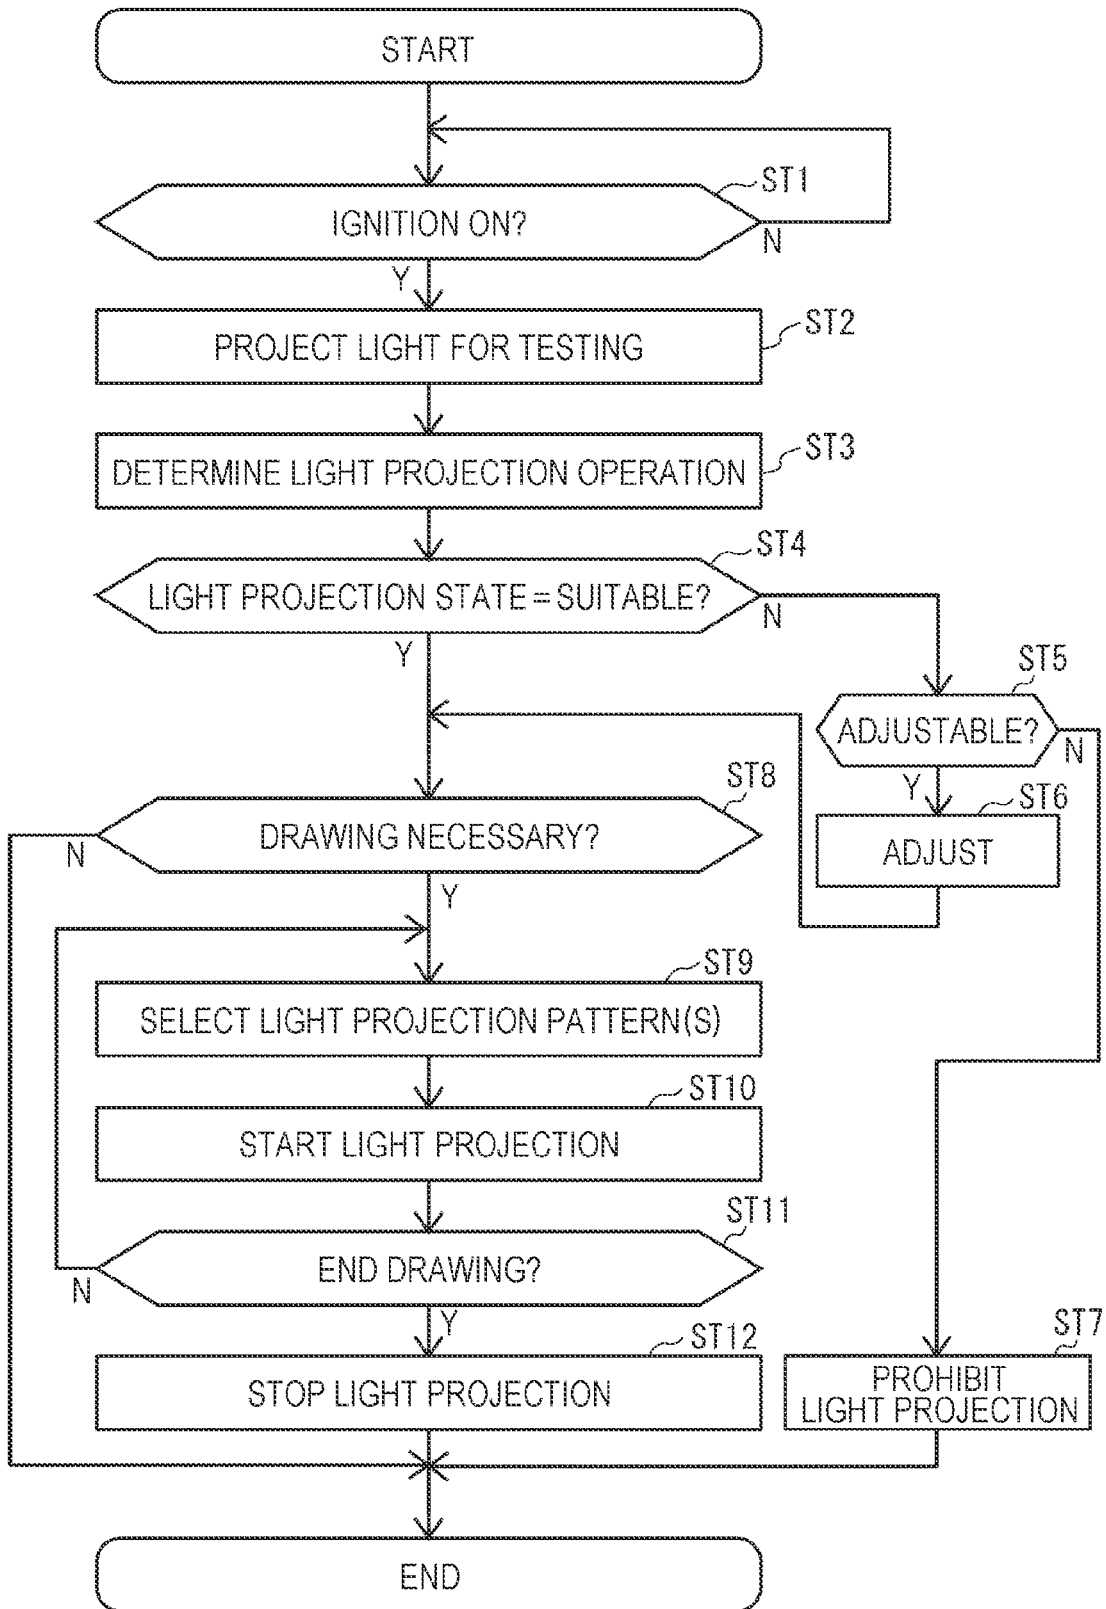 START
ST1
IGNITION ON?
N
Y
ST2
PROJECT LIGHT FOR TESTING
ST3
DETERMINE LIGHT PROJECTION OPERATION
ST4
LIGHT PROJECTION STATE = SUITABLE?
N
Y
ST5
ADJUSTABLE?
N
Y
ST6
ADJUST
ST8
DRAWING NECESSARY?
N
Y
ST9
SELECT LIGHT PROJECTION PATTERN(S)
ST10
START LIGHT PROJECTION
ST11
END DRAWING?
N
Y
ST12
STOP LIGHT PROJECTION
ST7
PROHIBIT
LIGHT PROJECTION
END